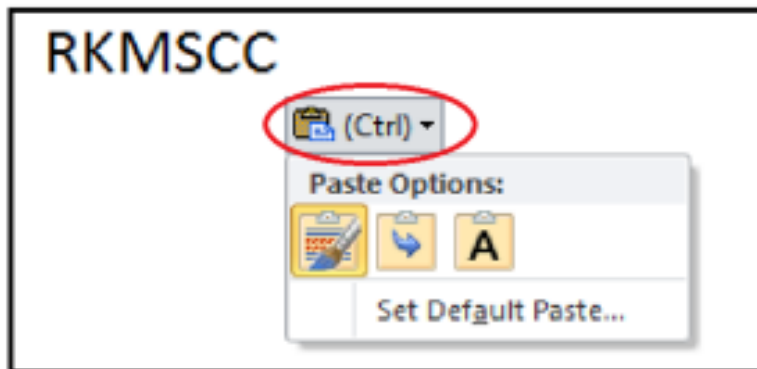 RKMSCC
(Ctrl)
Paste Options:
A
Set Default Paste...